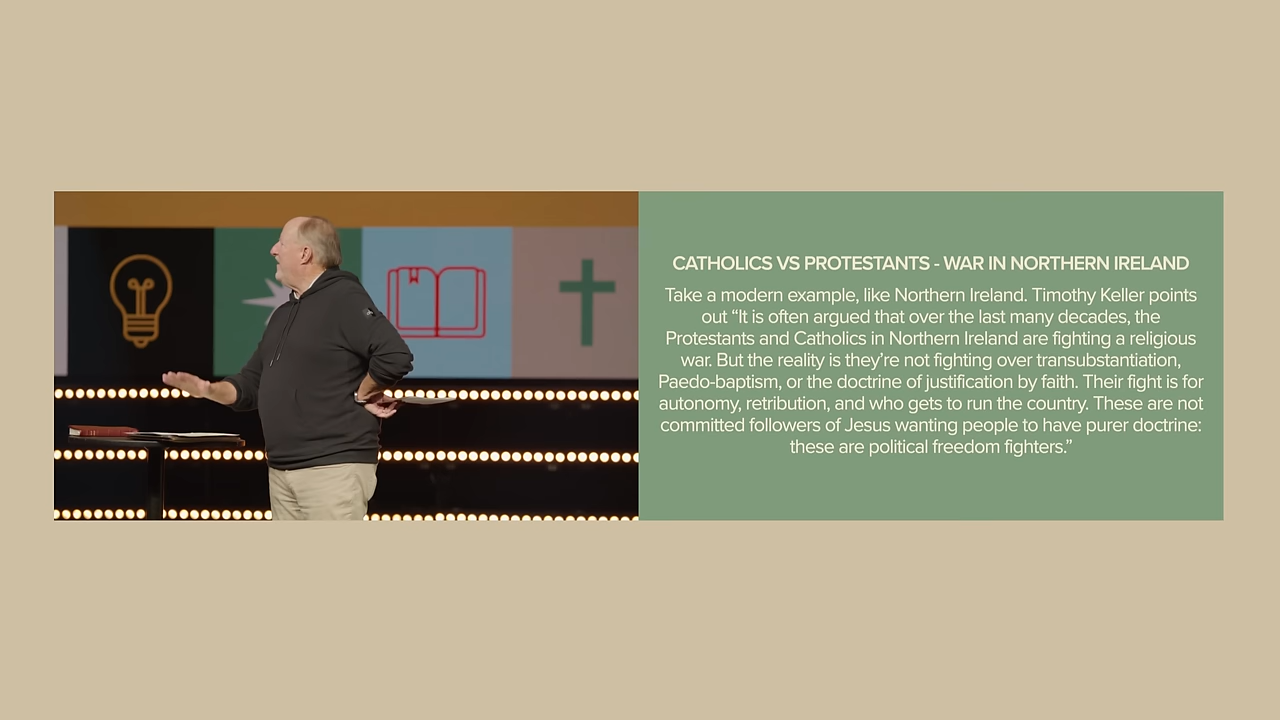 CATHOLICS VS PROTESTANTS - WAR IN NORTHERN IRELAND
Take a modern example, like Northern Ireland. Timothy Keller points
out “It is often argued that over the last many decades, the
Protestants and Catholics in Northern Ireland are fighting a religious
war. But the reality is they’re not fighting over transubstantiation,
Paedo-baptism, or the doctrine of justification by faith. Their fight is for
autonomy, retribution, and who gets to run the country. These are not
committed followers of Jesus wanting people to have purer doctrine:
these are political freedom fighters.”